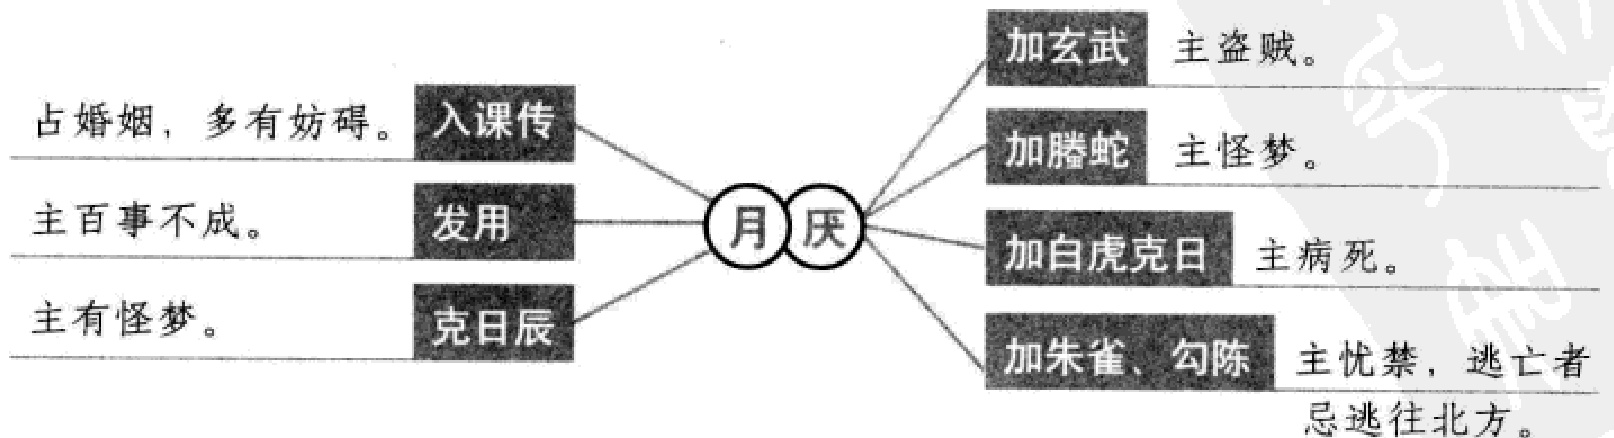 占婚姻，多有妨碍。 入课传
主百事不成。 发用
主有怪梦。 克日辰
月厌
加玄武 主盗贼。
加螣蛇 主怪梦。
加白虎克日 主病死。
加朱雀、勾陈 主忧禁，逃亡者
忌逃往北方。